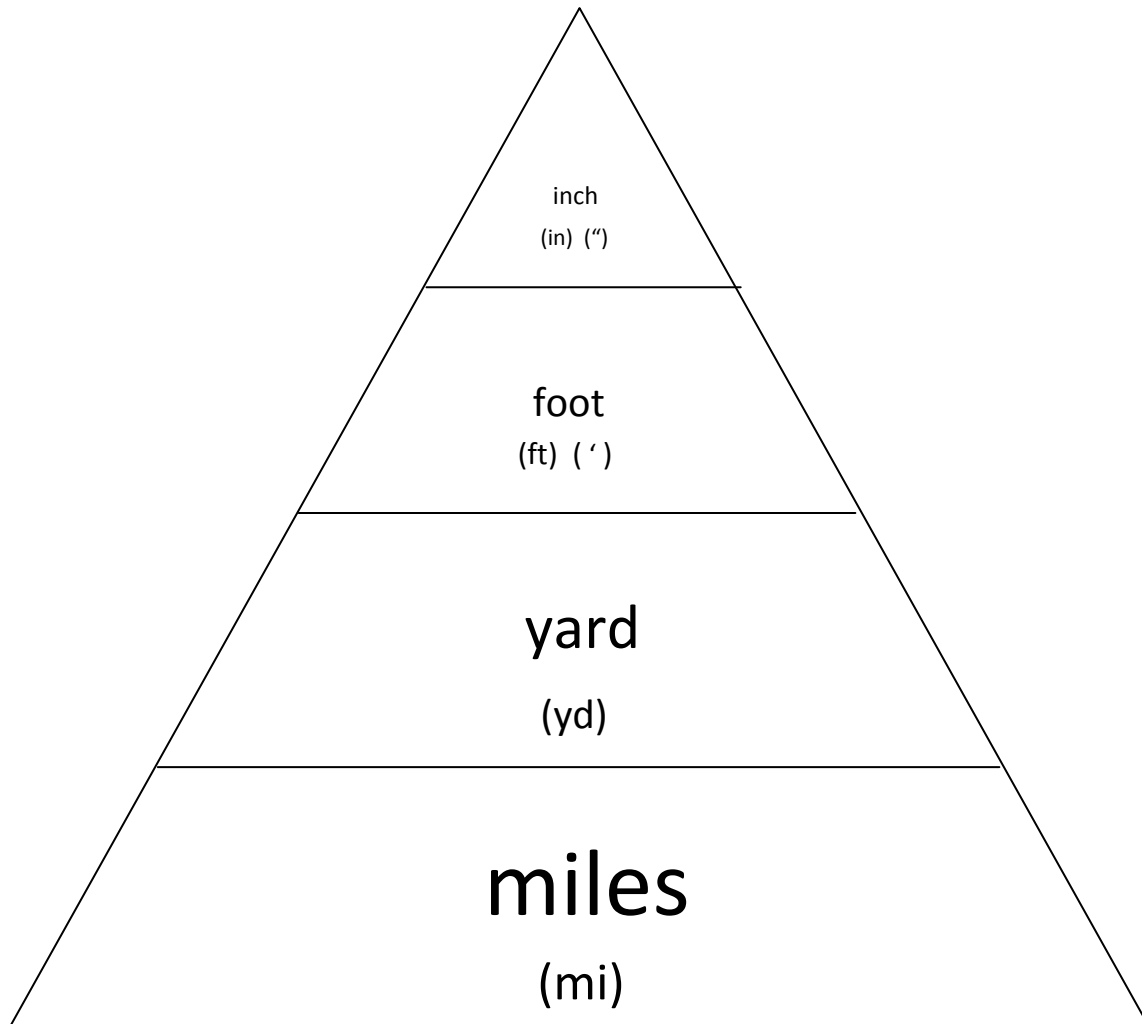 inch
(in) (“)
foot
(ft) ( ‘ )
yard
(yd)
miles
(mi)